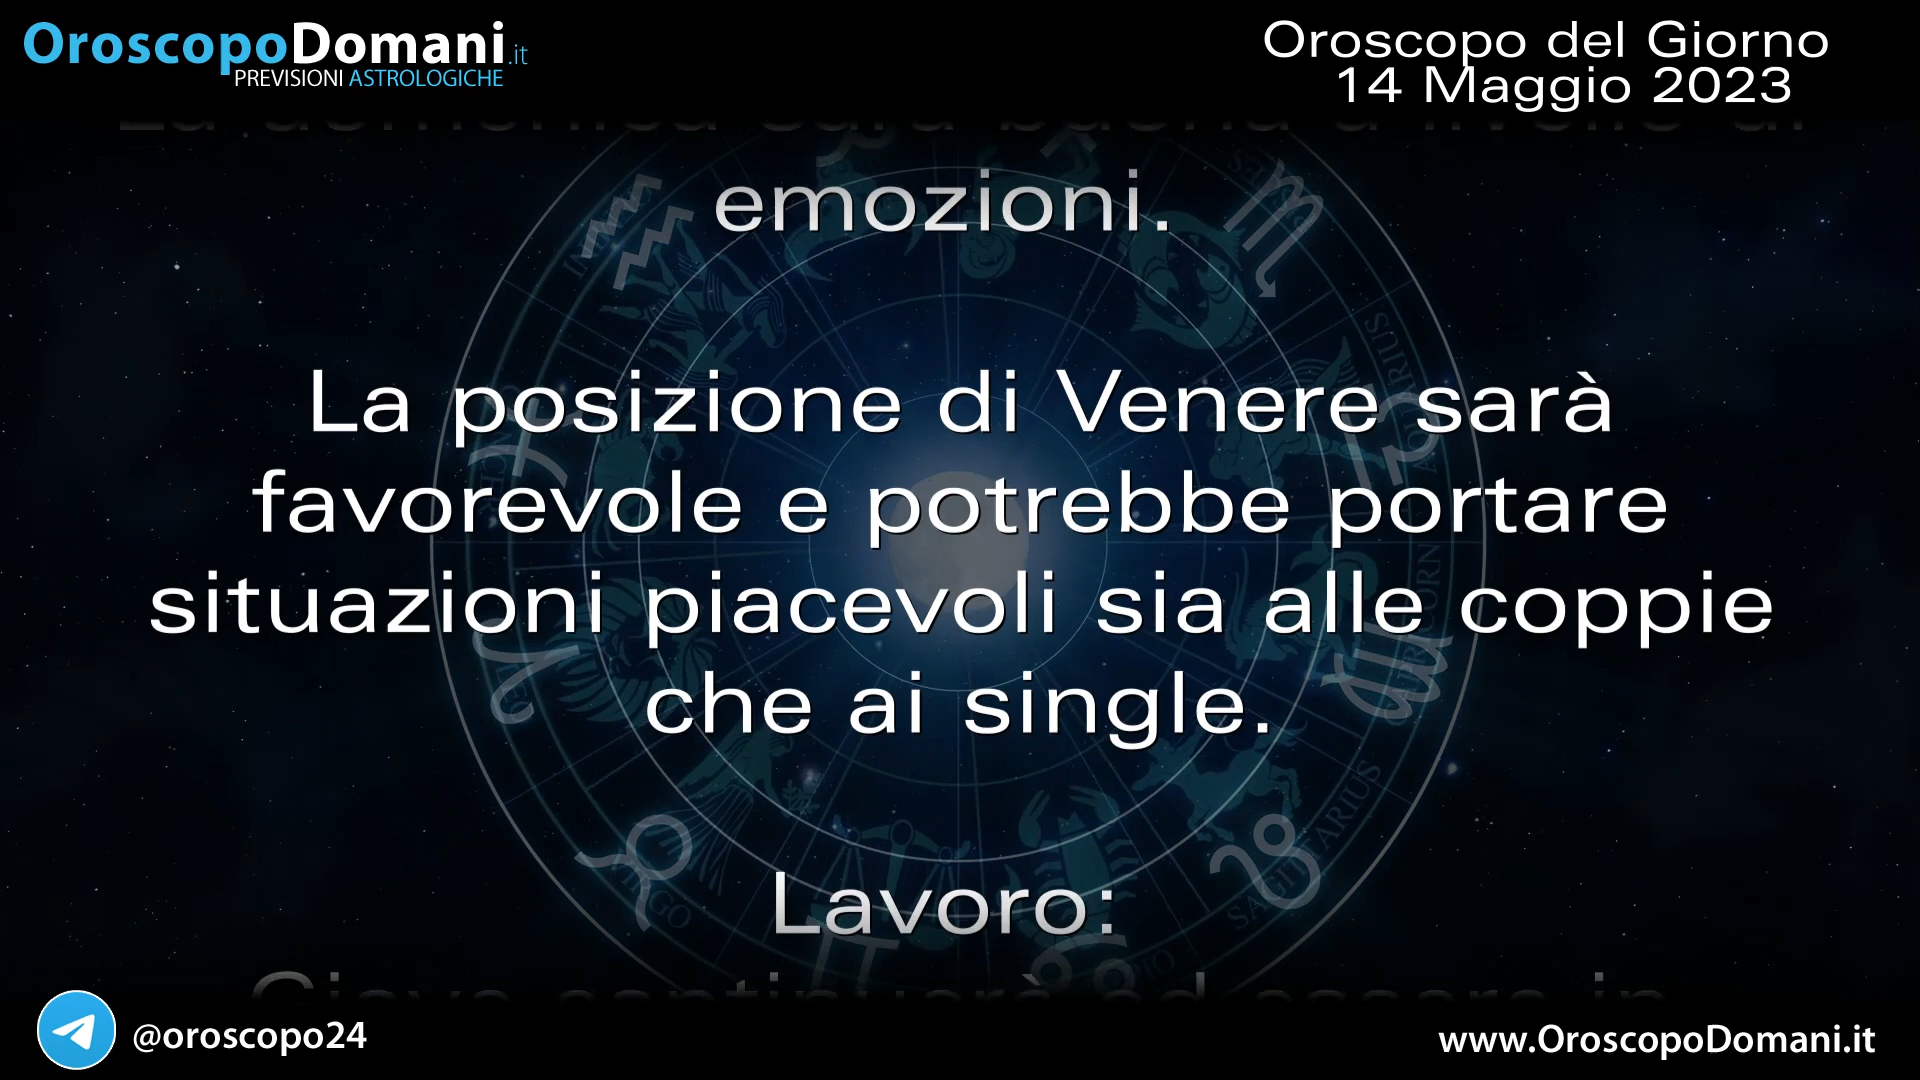 OroscopoDomani.it
PREVISIONI ASTROLOGICHE
Oroscopo del Giorno
14 Maggio 2023
emozioni.
La posizione di Venere sarà
favorevole e potrebbe portare
situazioni piacevoli sia alle coppie
che ai single.
Lavoro:
@oroscopo24
www.OroscopoDomani.it
SAGITTARIUS